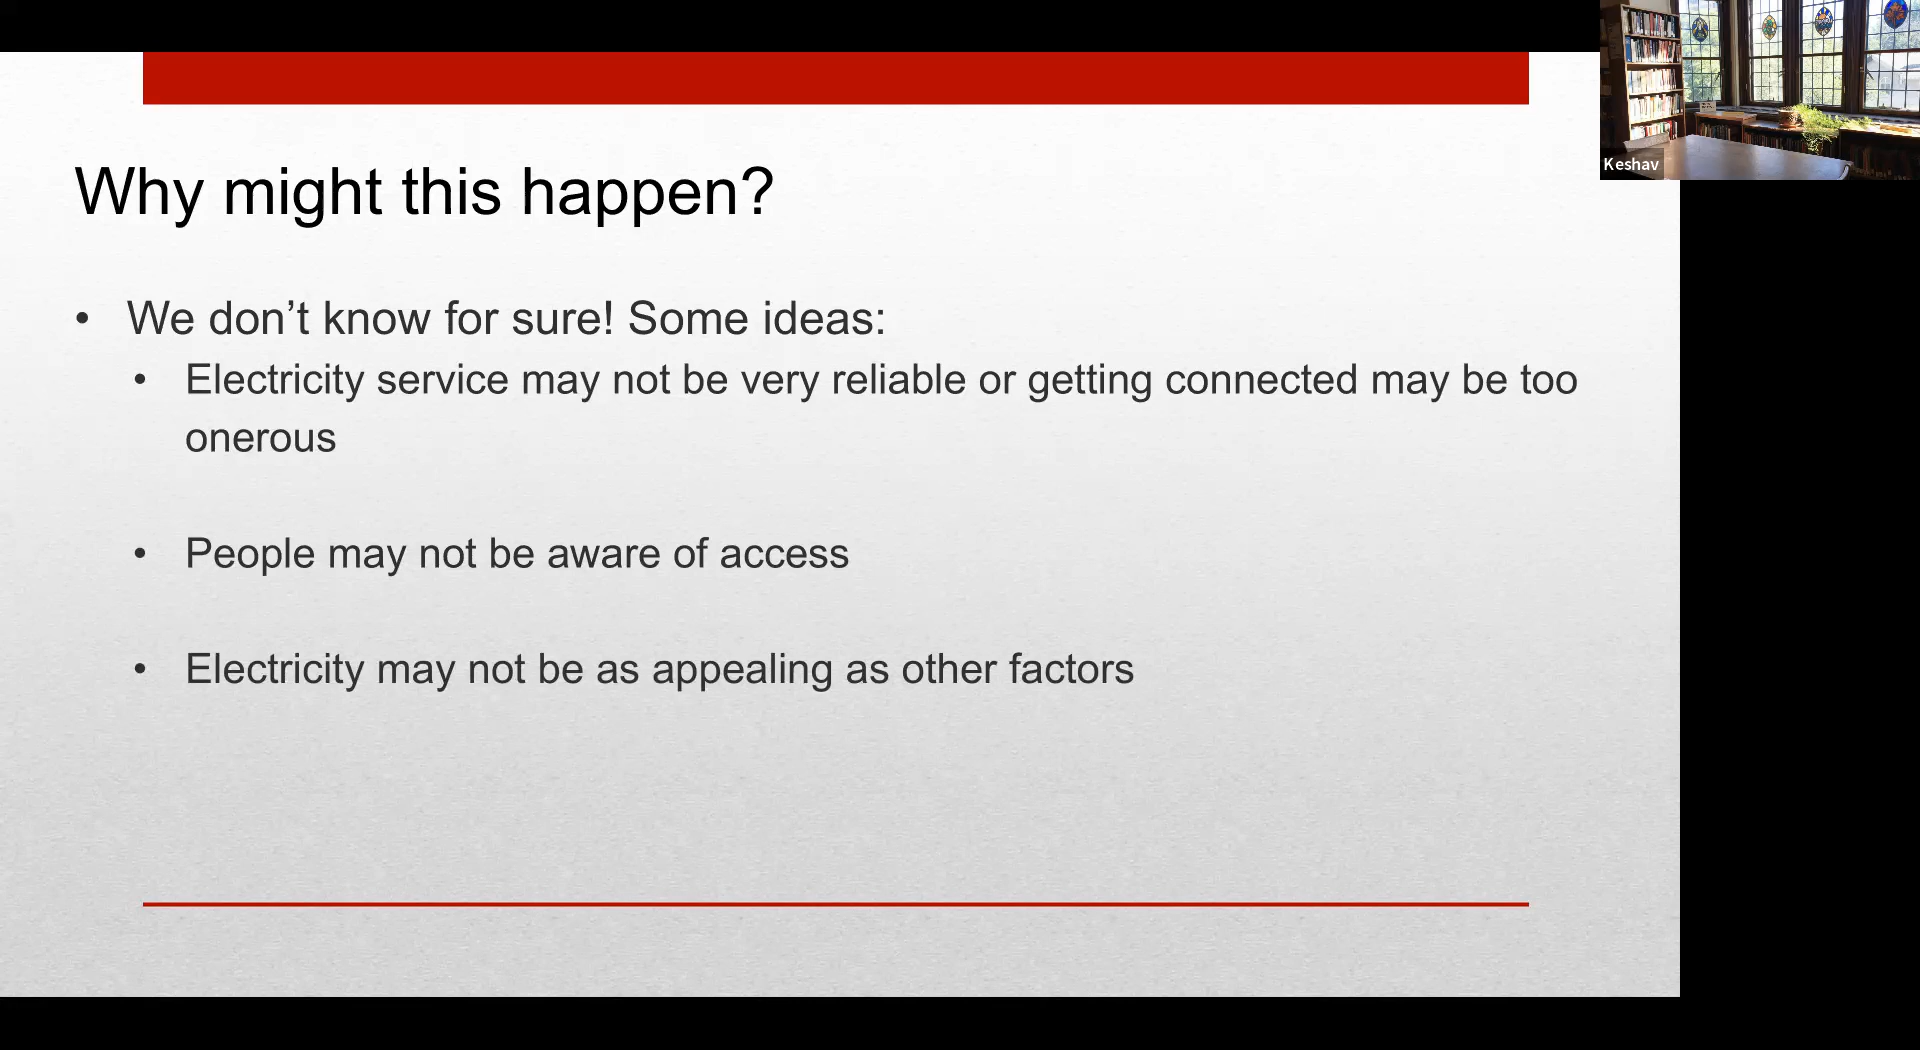 Why might this happen?
• We don’t know for sure! Some ideas:
• Electricity service may not be very reliable or getting connected may be too
onerous
• People may not be aware of access
• Electricity may not be as appealing as other factors
Keshav